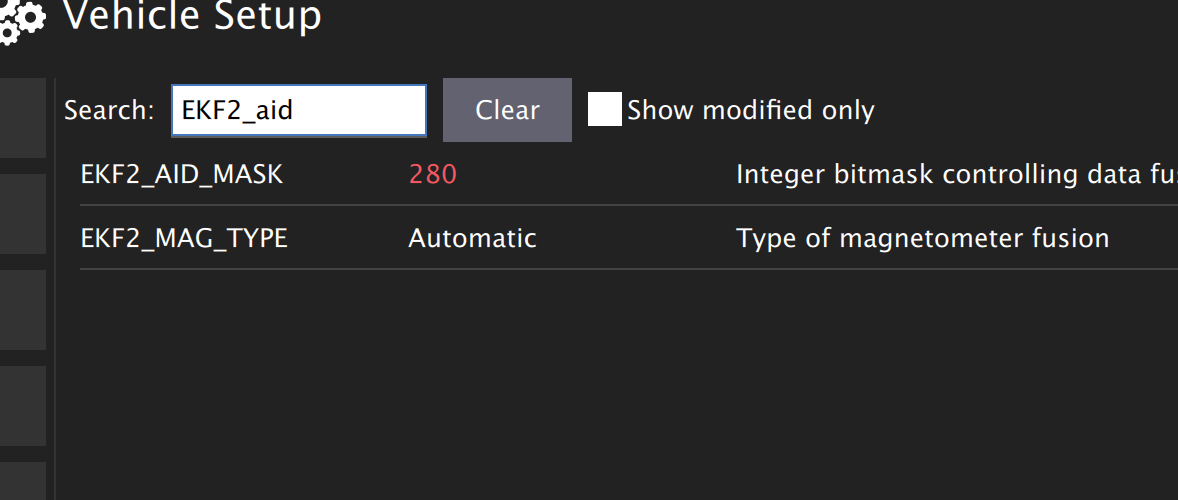 Vehicle Setup
Search: EKF2_aid Clear Show modified only
EKF2_AID_MASK 280 Integer bitmask controlling data
EKF2_MAG_TYPE Automatic Type of magnetometer fusion